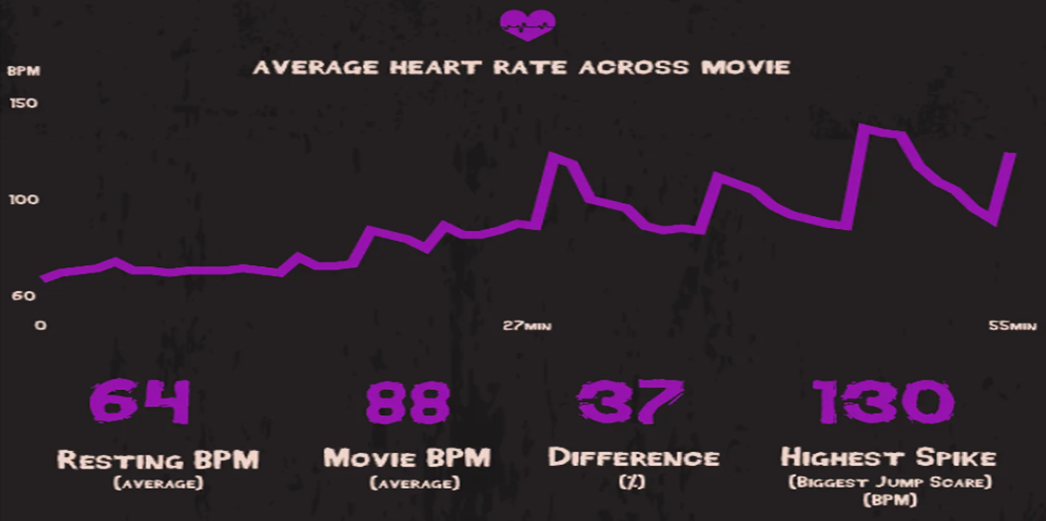 AVERAGE HEART RATE ACROSS MOVIE
BPM
150
100
60
0 27MIN 55MIN
64 88 37 130
RESTING BPM MOVIE BPM DIFFERENCE HIGHEST SPIKE
(AVERAGE) (AVERAGE) (%) (BIGGEST JUMP SCARE)
(BPM)